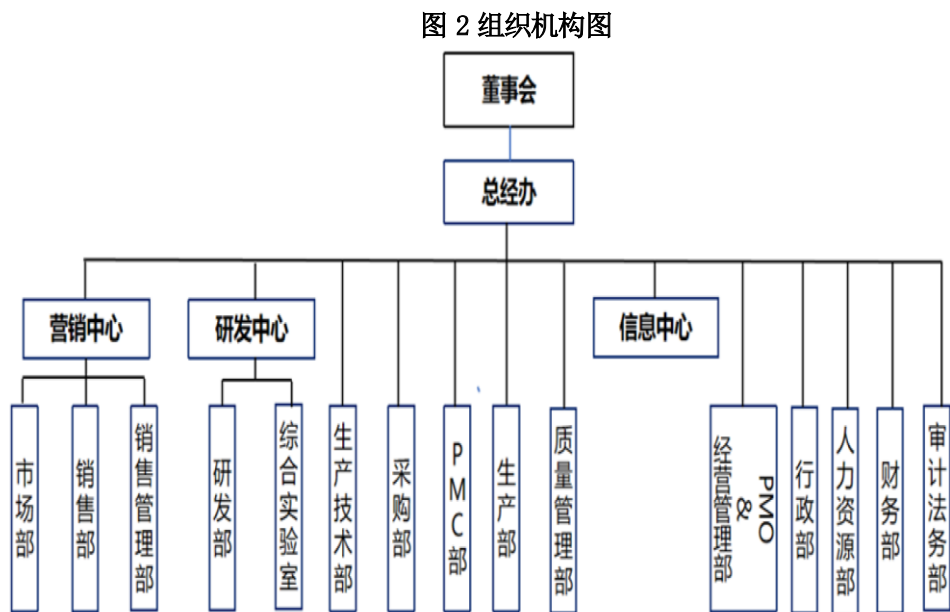 图 2 组织机构图
董事会
总经办
营销中心
研发中心
信息中心
市场部
销售部
销售管理部
研发部
综合实验室
生产技术部
采购部
PMC部
生产部
质量管理部
PMO
&
经营管理部
行政部
人力资源部
财务部
审计法务部